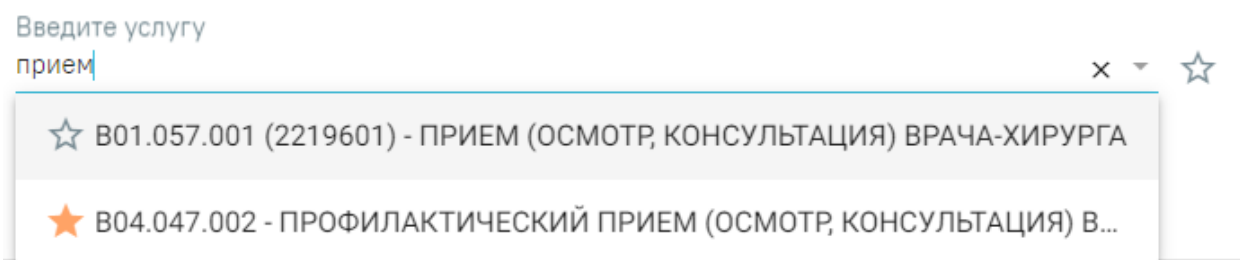 Введите услугу
прием
B01.057.001 (2219601) - ПРИЕМ (ОСМОТР, КОНСУЛЬТАЦИЯ) ВРАЧА-ХИРУРГА
B04.047.002 - ПРОФИЛАКТИЧЕСКИЙ ПРИЕМ (ОСМОТР, КОНСУЛЬТАЦИЯ) В...